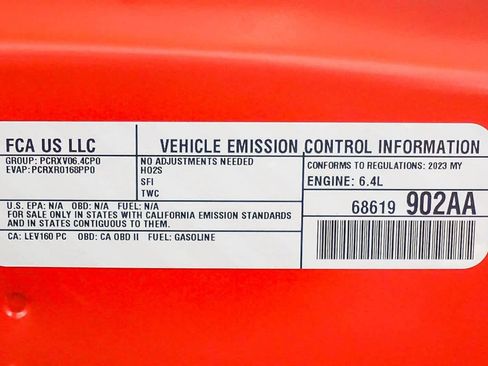 FCA US LLC
VEHICLE EMISSION CONTROL INFORMATION
GROUP: PCRXV06.4CP0
EVAP: PCRXR0168PP0
NO ADJUSTMENTS NEEDED
HO2S
SFI
TWC
CONFORMS TO REGULATIONS: 2023 MY
ENGINE: 6.4L
U.S. EPA: N/A OBD: N/A FUEL: N/A
FOR SALE ONLY IN STATES WITH CALIFORNIA EMISSION STANDARDS
AND IN STATES CONTIGUOUS TO THEM.
CA: LEV160 PC OBD: CA OBD II FUEL: GASOLINE
68619 902AA